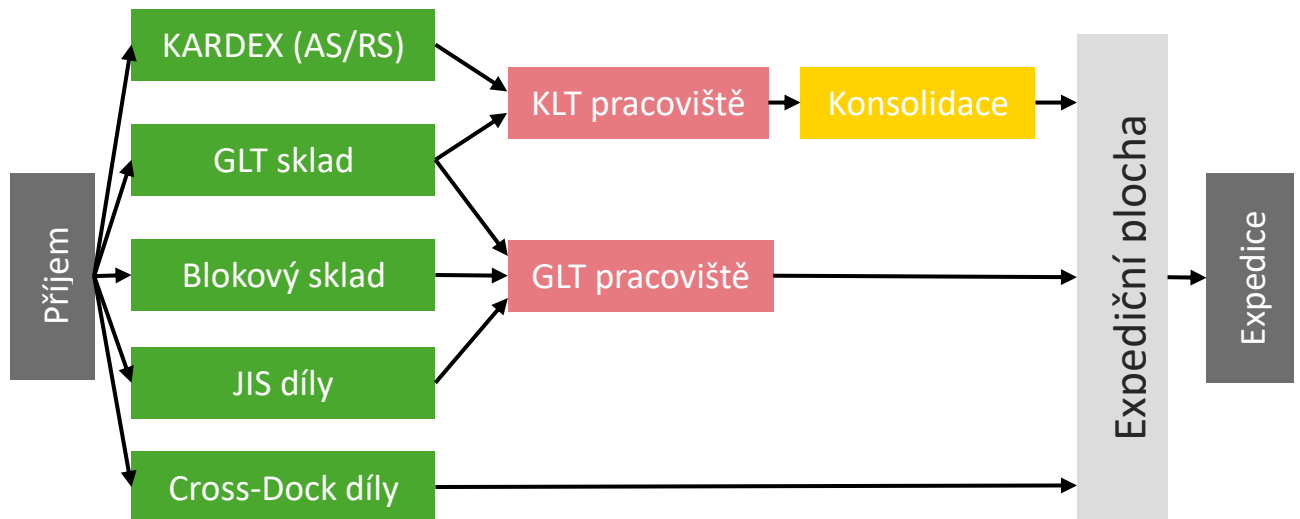 Příjem
KARDEX (AS/RS)
GLT sklad
Blokový sklad
JIS díly
Cross-Dock díly
KLT pracoviště
GLT pracoviště
Konsolidace
Expediční plocha
Expedice